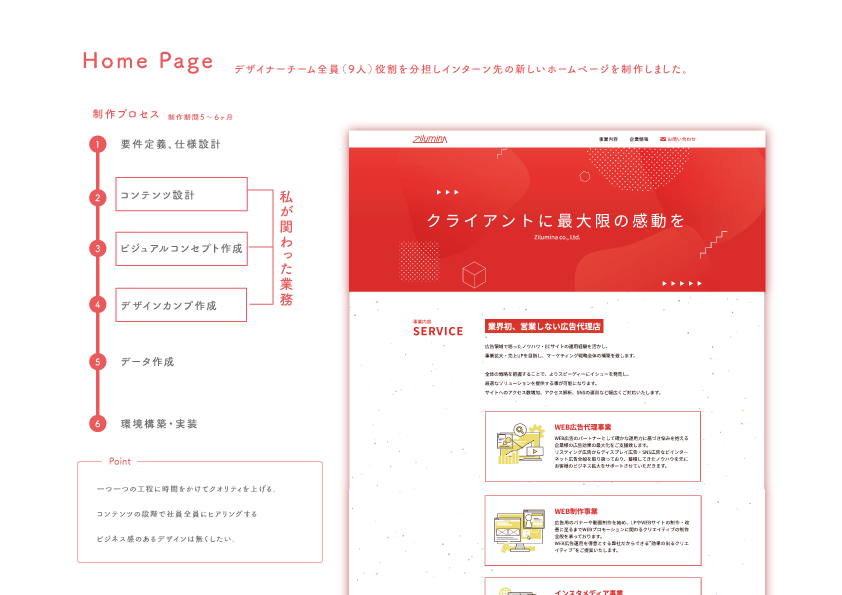 Home Page
デザイナーチーム全員（9人）役割を分担しインターン先の新しいホームページを制作しました。
制作プロセス 制作期間5〜6ヶ月
1 要件定義、仕様設計
2 コンテンツ設計
3 ビジュアルコンセプト作成
4 デザインカンプ作成
私が関わった業務
5 データ作成
6 環境構築・実装
Point
一つ一つの工程に時間をかけてクオリティを上げる。
コンテンツの設階で社員全員にヒアリングする
ビジネス感のあるデザインは無くしたい。
Zilumina
事業内容 企業情報 お問い合わせ
クライアントに最大限の感動を
Zilumina co., Ltd.
事業内容
SERVICE
業界初、営業しない広告代理店
広告領域で培ったノウハウ・ECサイトの運用経験を活かし、
事業拡大・売上UPを目指し、マーケティング戦略全体の構築を致します。
全体の戦略を把握することで、よりスピーディーにイシューを発見し、
最適なソリューションを提供する事が可能になります。
サイトへのアクセス数増加、アクセス解析、SNSの運用など幅広くご対応いたします。
WEB広告代理事業
WEB広告のパートナーとして確かな運用力に基づき悩みを抱える
企業様の広告効果の最大化をご支援致します。
リスティング広告からディスプレイ広告・SNS広告などインター
ネット広告全般を取り扱っており、蓄積してきたノウハウを元に
お客様のビジネス拡大をサポートさせていただきます。
WEB制作事業
広告用のバナーや動画制作を始め、LPやWEBサイトの制作・改
善に至るまでWEBプロモーションに関わるクリエイティブの制作
全般を承っております。
WEB広告運用を得意とする弊社だからできる"効果の出るクリエ
イティブ"をご提案いたします。
インスタメディア事業